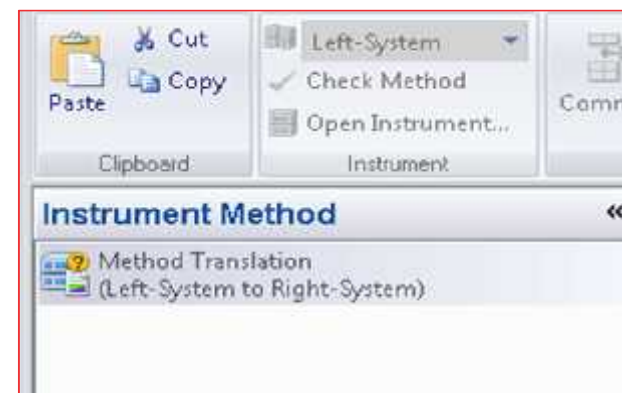 Cut
Copy
Paste
Clipboard
Left-System
Check Method
Open Instrument...
Instrument
Comm
Instrument Method
«
Method Translation
(Left-System to Right-System)